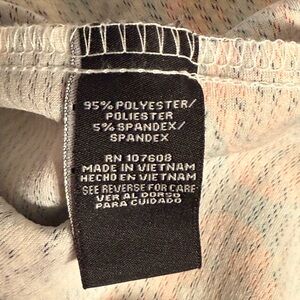 95% POLYESTER/
POLIESTER
5% SPANDEX/
SPANDEX
RN 107608
MADE IN VIETNAM
HECHO EN VIETNAM
SEE REVERSE FOR CARE
VER AL DORSO
PARA CUIDADO